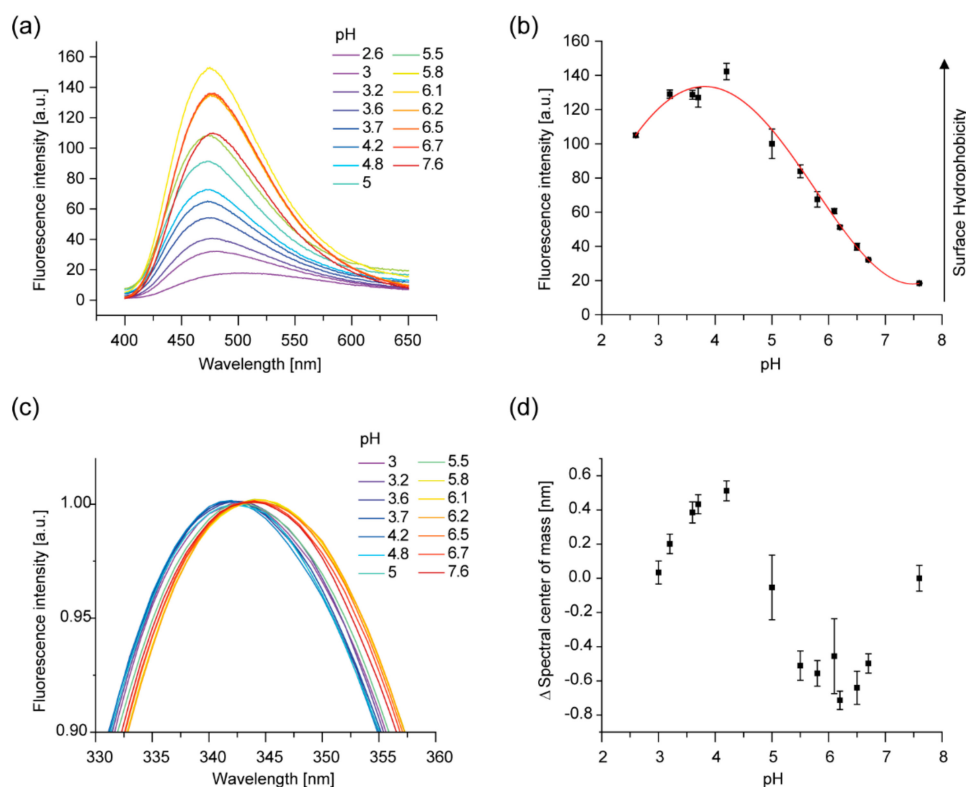 (a)
pH
2.6 5.5
3 5.8
3.2 6.1
3.6 6.2
3.7 6.5
4.2 6.7
4.8 7.6
5
160
140
120
100
80
60
40
20
0
400 450 500 550 600 650
Fluorescence intensity [a.u.]
Wavelength [nm]
(b)
160
140
120
100
80
60
40
20
0
2 3 4 5 6 7 8
Fluorescence intensity [a.u.]
pH
Surface Hydrophobicity
(c)
pH
3 5.5
3.2 5.8
3.6 6.1
3.7 6.2
4.2 6.5
4.8 6.7
5 7.6
1.00
0.95
0.90
330 335 340 345 350 355 360
Fluorescence intensity [a.u.]
Wavelength [nm]
(d)
0.6
0.4
0.2
0.0
-0.2
-0.4
-0.6
-0.8
2 3 4 5 6 7 8
Δ Spectral center of mass [nm]
pH